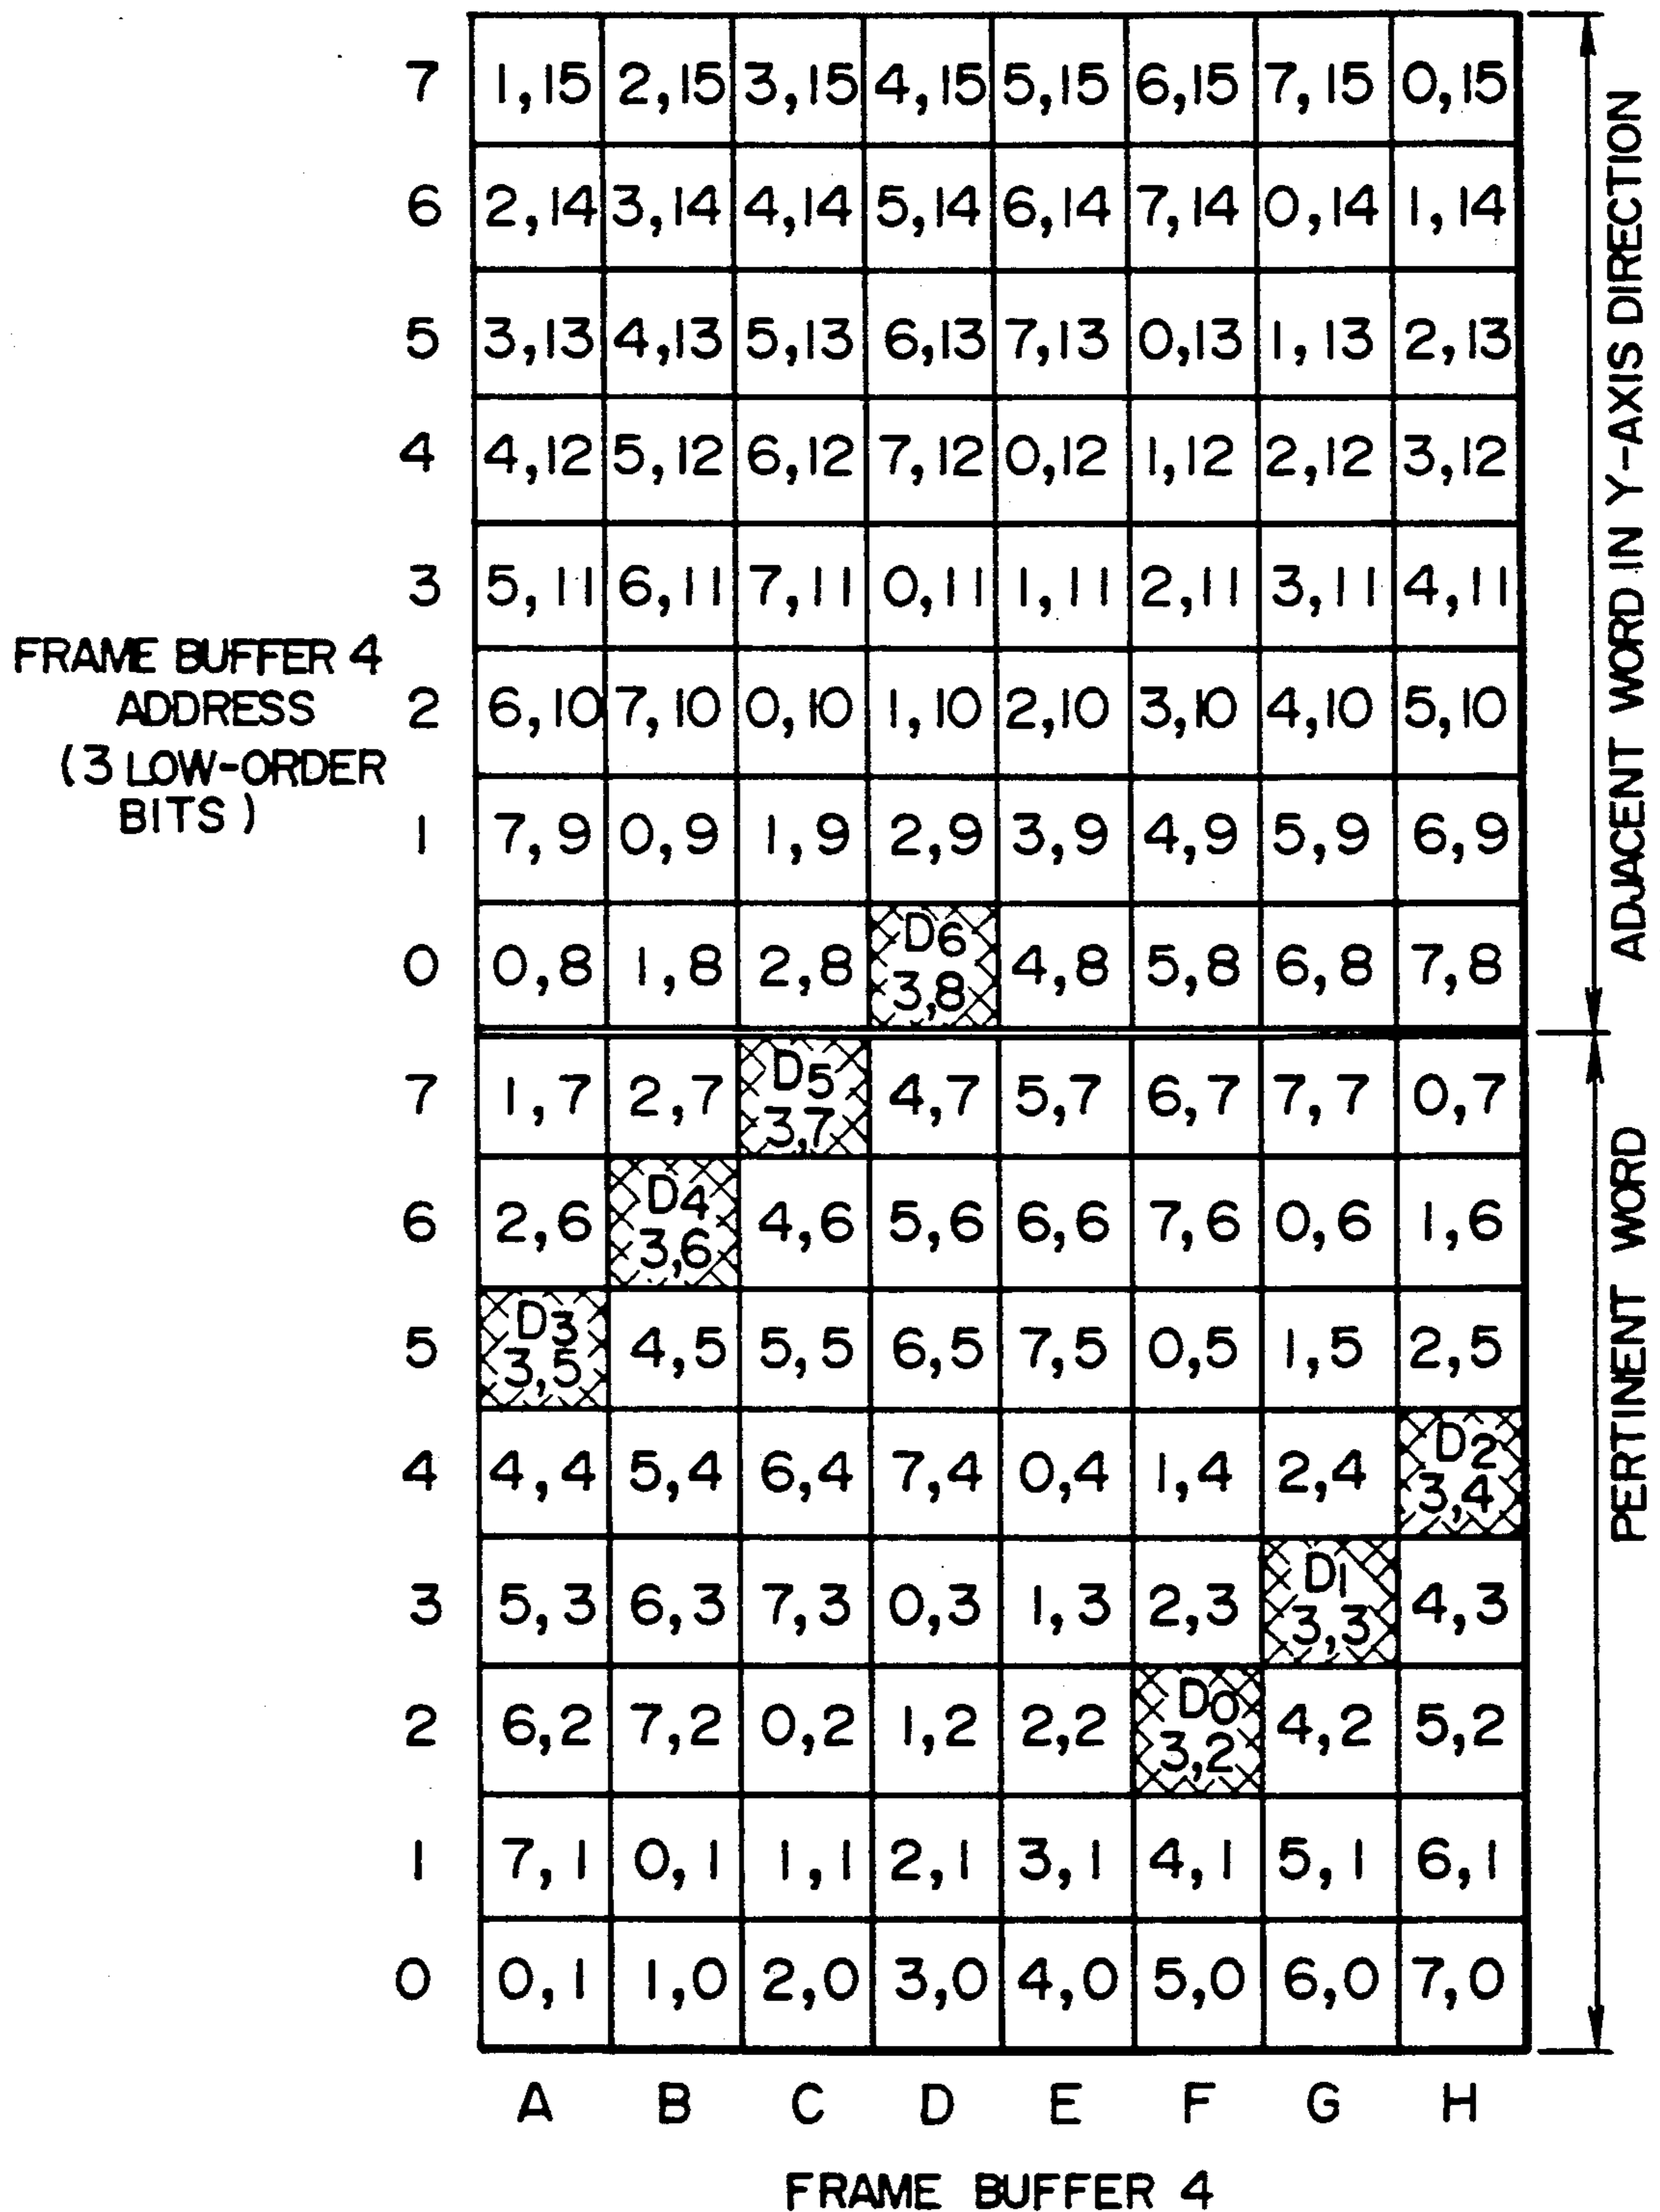 7 1,15 2,15 3,15 4,15 5,15 6,15 7,15 0,15
6 2,14 3,14 4,14 5,14 6,14 7,14 0,14 1,14
5 3,13 4,13 5,13 6,13 7,13 0,13 1,13 2,13
4 4,12 5,12 6,12 7,12 0,12 1,12 2,12 3,12
3 5,11 6,11 7,11 0,11 1,11 2,11 3,11 4,11
FRAME BUFFER 4
ADDRESS
(3 LOW-ORDER
BITS)
2 6,10 7,10 0,10 1,10 2,10 3,10 4,10 5,10
1 7,9 0,9 1,9 2,9 3,9 4,9 5,9 6,9
0 0,8 1,8 2,8 D6 3,8 4,8 5,8 6,8 7,8
ADJACENT WORD IN Y-AXIS DIRECTION
7 1,7 2,7 D5 3,7 4,7 5,7 6,7 7,7 0,7
6 2,6 D4 3,6 4,6 5,6 6,6 7,6 0,6 1,6
5 D3 3,5 4,5 5,5 6,5 7,5 0,5 1,5 2,5
4 4,4 5,4 6,4 7,4 0,4 1,4 2,4 D2 3,4
3 5,3 6,3 7,3 0,3 1,3 2,3 D1 3,3 4,3
2 6,2 7,2 0,2 1,2 2,2 D0 3,2 4,2 5,2
1 7,1 0,1 1,1 2,1 3,1 4,1 5,1 6,1
0 0,1 1,0 2,0 3,0 4,0 5,0 6,0 7,0
PERTINENT WORD
A B C D E F G H
FRAME BUFFER 4